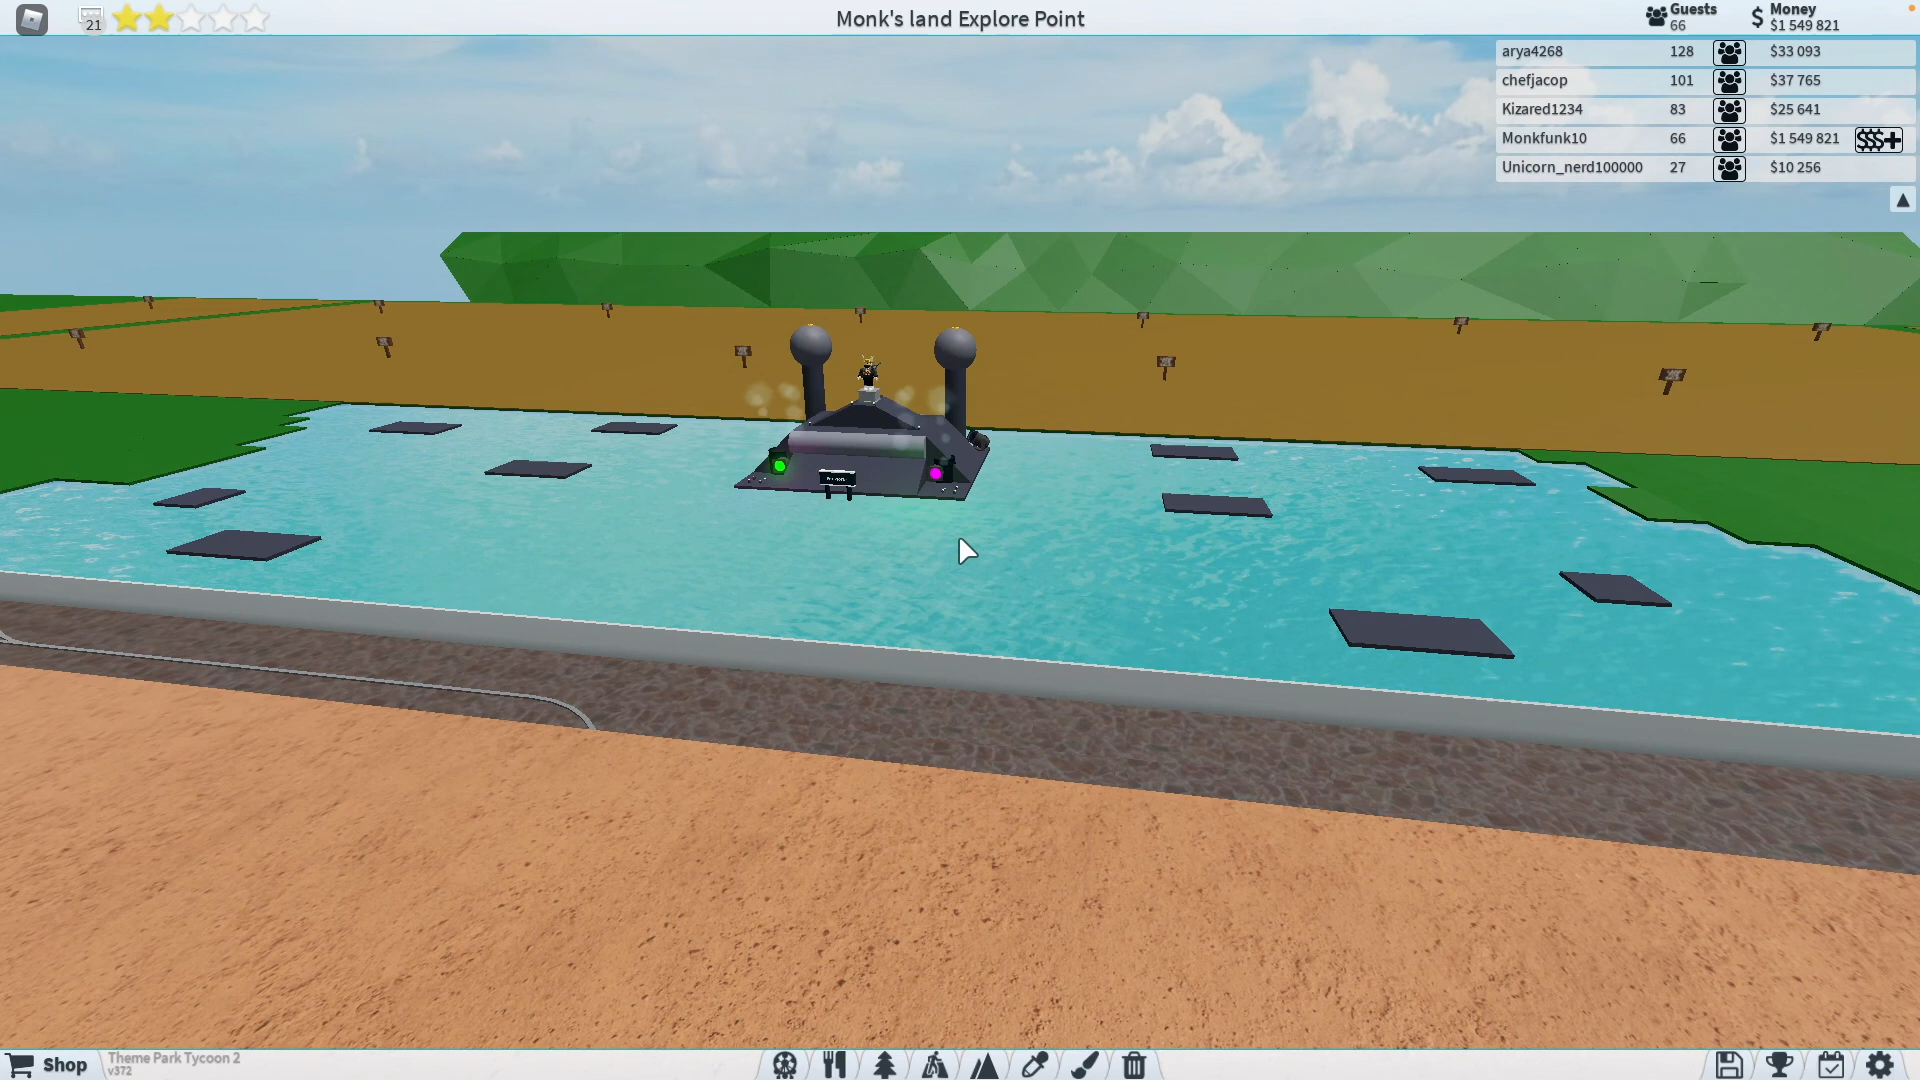 21
Monk's land Explore Point
Guests
66
$ Money
$1 549 821
arya4268 128 $33 093
chefjacop 101 $37 765
Kizared1234 83 $25 641
Monkfunk10 66 $1 549 821 $$$+
Unicorn_nerd100000 27 $10 256
Shop
Theme Park Tycoon 2
v372